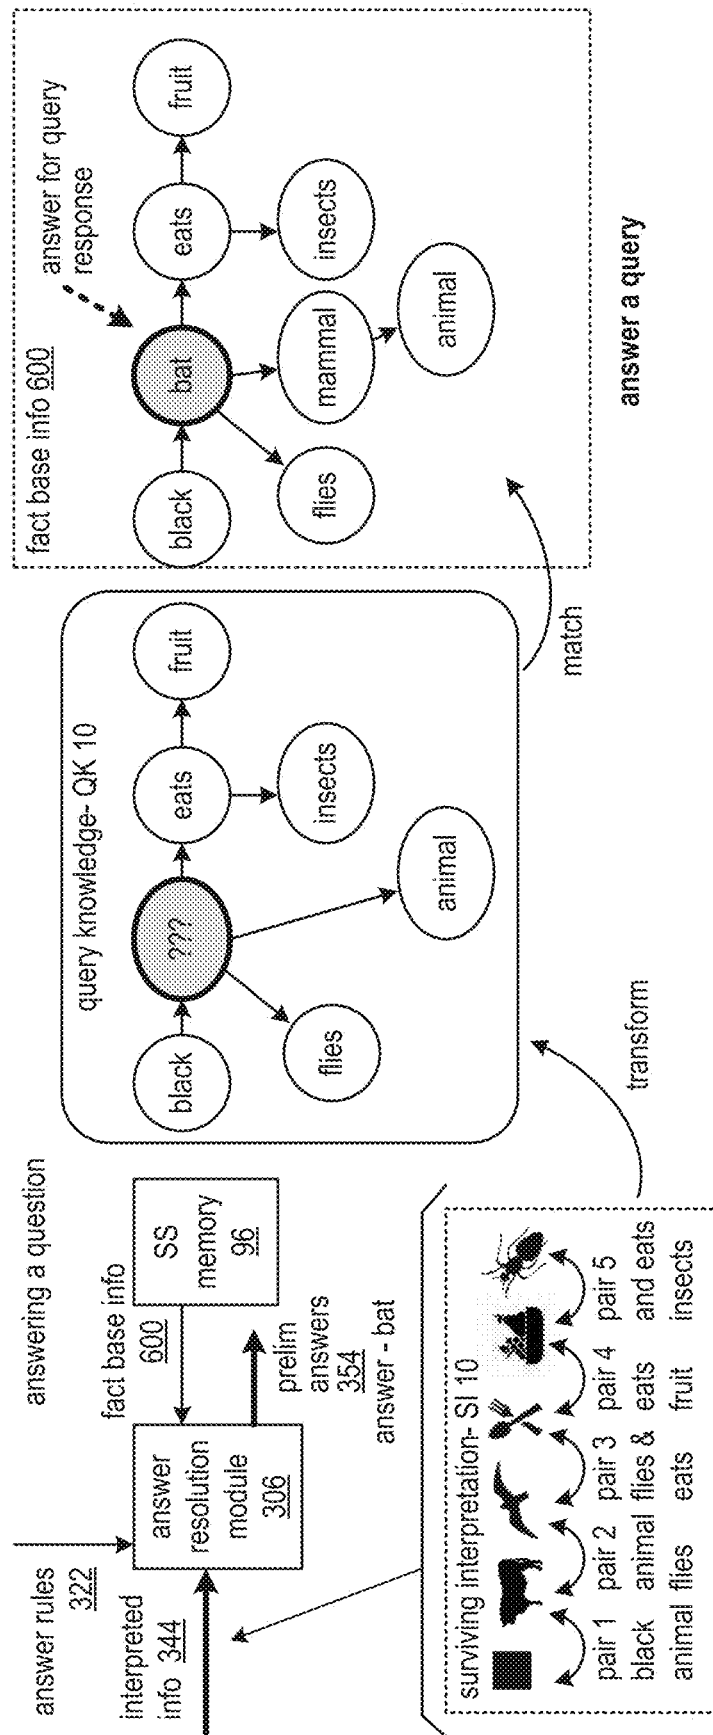 answering a question
answer rules
322
interpreted
info 344
answer
resolution
module
306
fact base info
600
SS
memory
96
prelim
answers
354
answer - bat
surviving interpretation- SI 10
pair 1
black
animal
pair 2
animal
flies
pair 3
flies &
eats
pair 4
eats
fruit
pair 5
and eats
insects
transform
query knowledge- QK 10
black
???
eats
fruit
flies
animal
insects
match
fact base info 600
answer for query
response
black
bat
eats
fruit
flies
mammal
insects
animal
answer a query